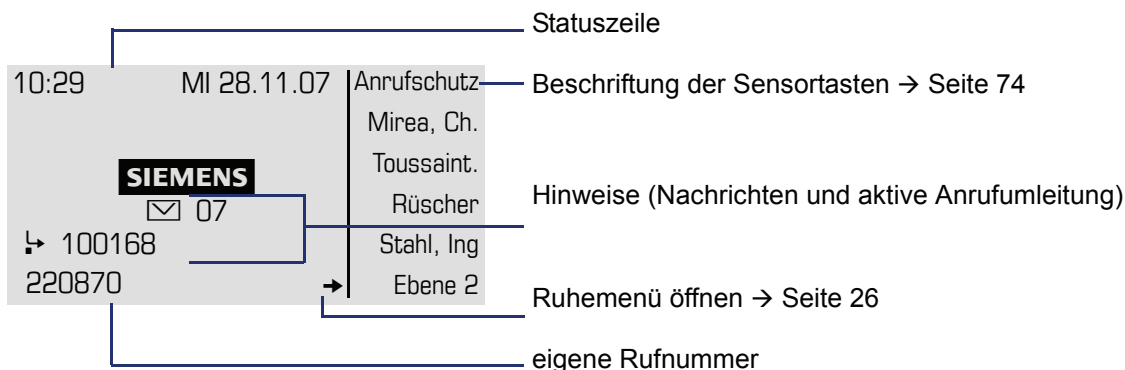 Statuszeile
10:29 MI 28.11.07 Anrufschutz
Beschriftung der Sensortasten → Seite 74
Mirea, Ch.
Toussaint.
SIEMENS
Rüscher
Hinweise (Nachrichten und aktive Anrufumleitung)
07
100168
Stahl, Ing
220870 → Ebene 2
Ruhemenü öffnen → Seite 26
eigene Rufnummer